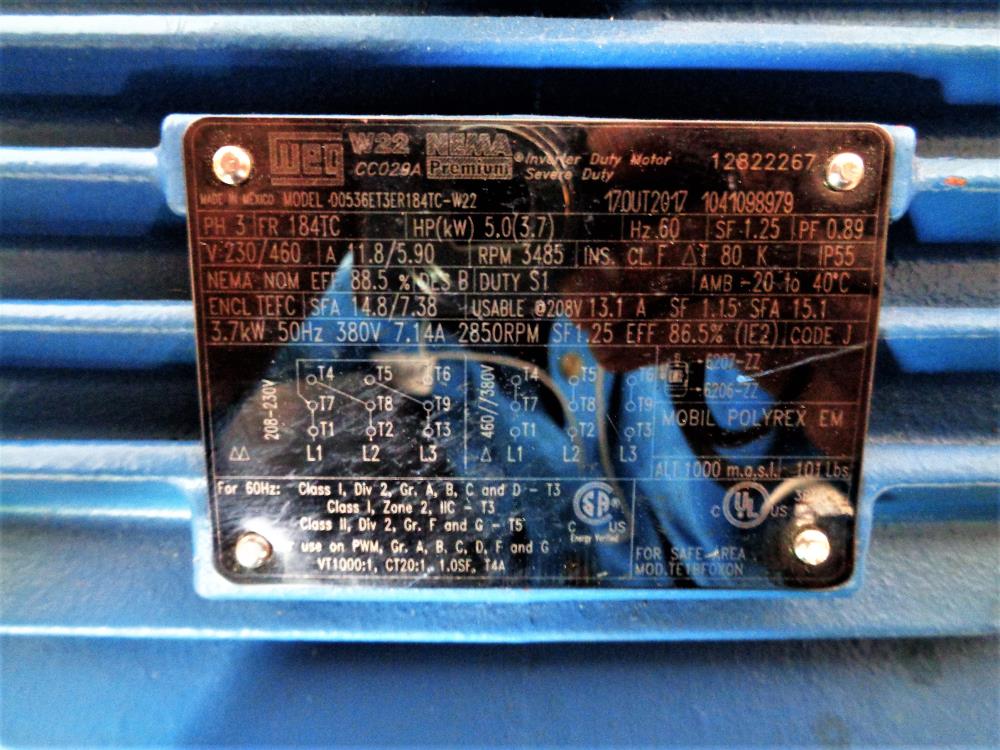 WEG W22 NEMA Premium ® Inverter Duty Motor 12822267
CC029A Severe Duty
MADE IN MEXICO MODEL 00536ET3ER184TC-W22 17OUT2017 1041098979
PH 3 FR 184TC HP(kW) 5.0(3.7) Hz 60 SF 1.25 PF 0.89
V 230/460 A 11.8/5.90 RPM 3485 INS. CL.F ΔT 80 K IP55
NEMA NOM EFF 88.5 % DES B DUTY S1 AMB -20 to 40°C
ENCL TEFC SFA 14.8/7.38 USABLE @208V 13.1 A SF 1.15 SFA 15.1
3.7kW 50Hz 380V 7.14A 2850RPM SF1.25 EFF 86.5% (IE2) CODE J
208-230V T4 T5 T6 460//380V T4 T5 T6 6207-ZZ
T7 T8 T9 T7 T8 T9 6206-ZZ
T1 T2 T3 T1 T2 T3 MOBIL POLYREX EM
ΔΔ L1 L2 L3 Δ L1 L2 L3
ALT 1000 m.a.s.l. 101 Lbs
For 60Hz: Class I, Div 2, Gr. A, B, C and D - T3
Class I, Zone 2, IIC - T3
Class II, Div 2, Gr. F and G - T5
use on PWM, Gr. A, B, C, D, F and G
VT1000:1, CT20:1, 1.0SF, T4A
C SA US
Energy Verified
C UL US
FOR SAFE AREA